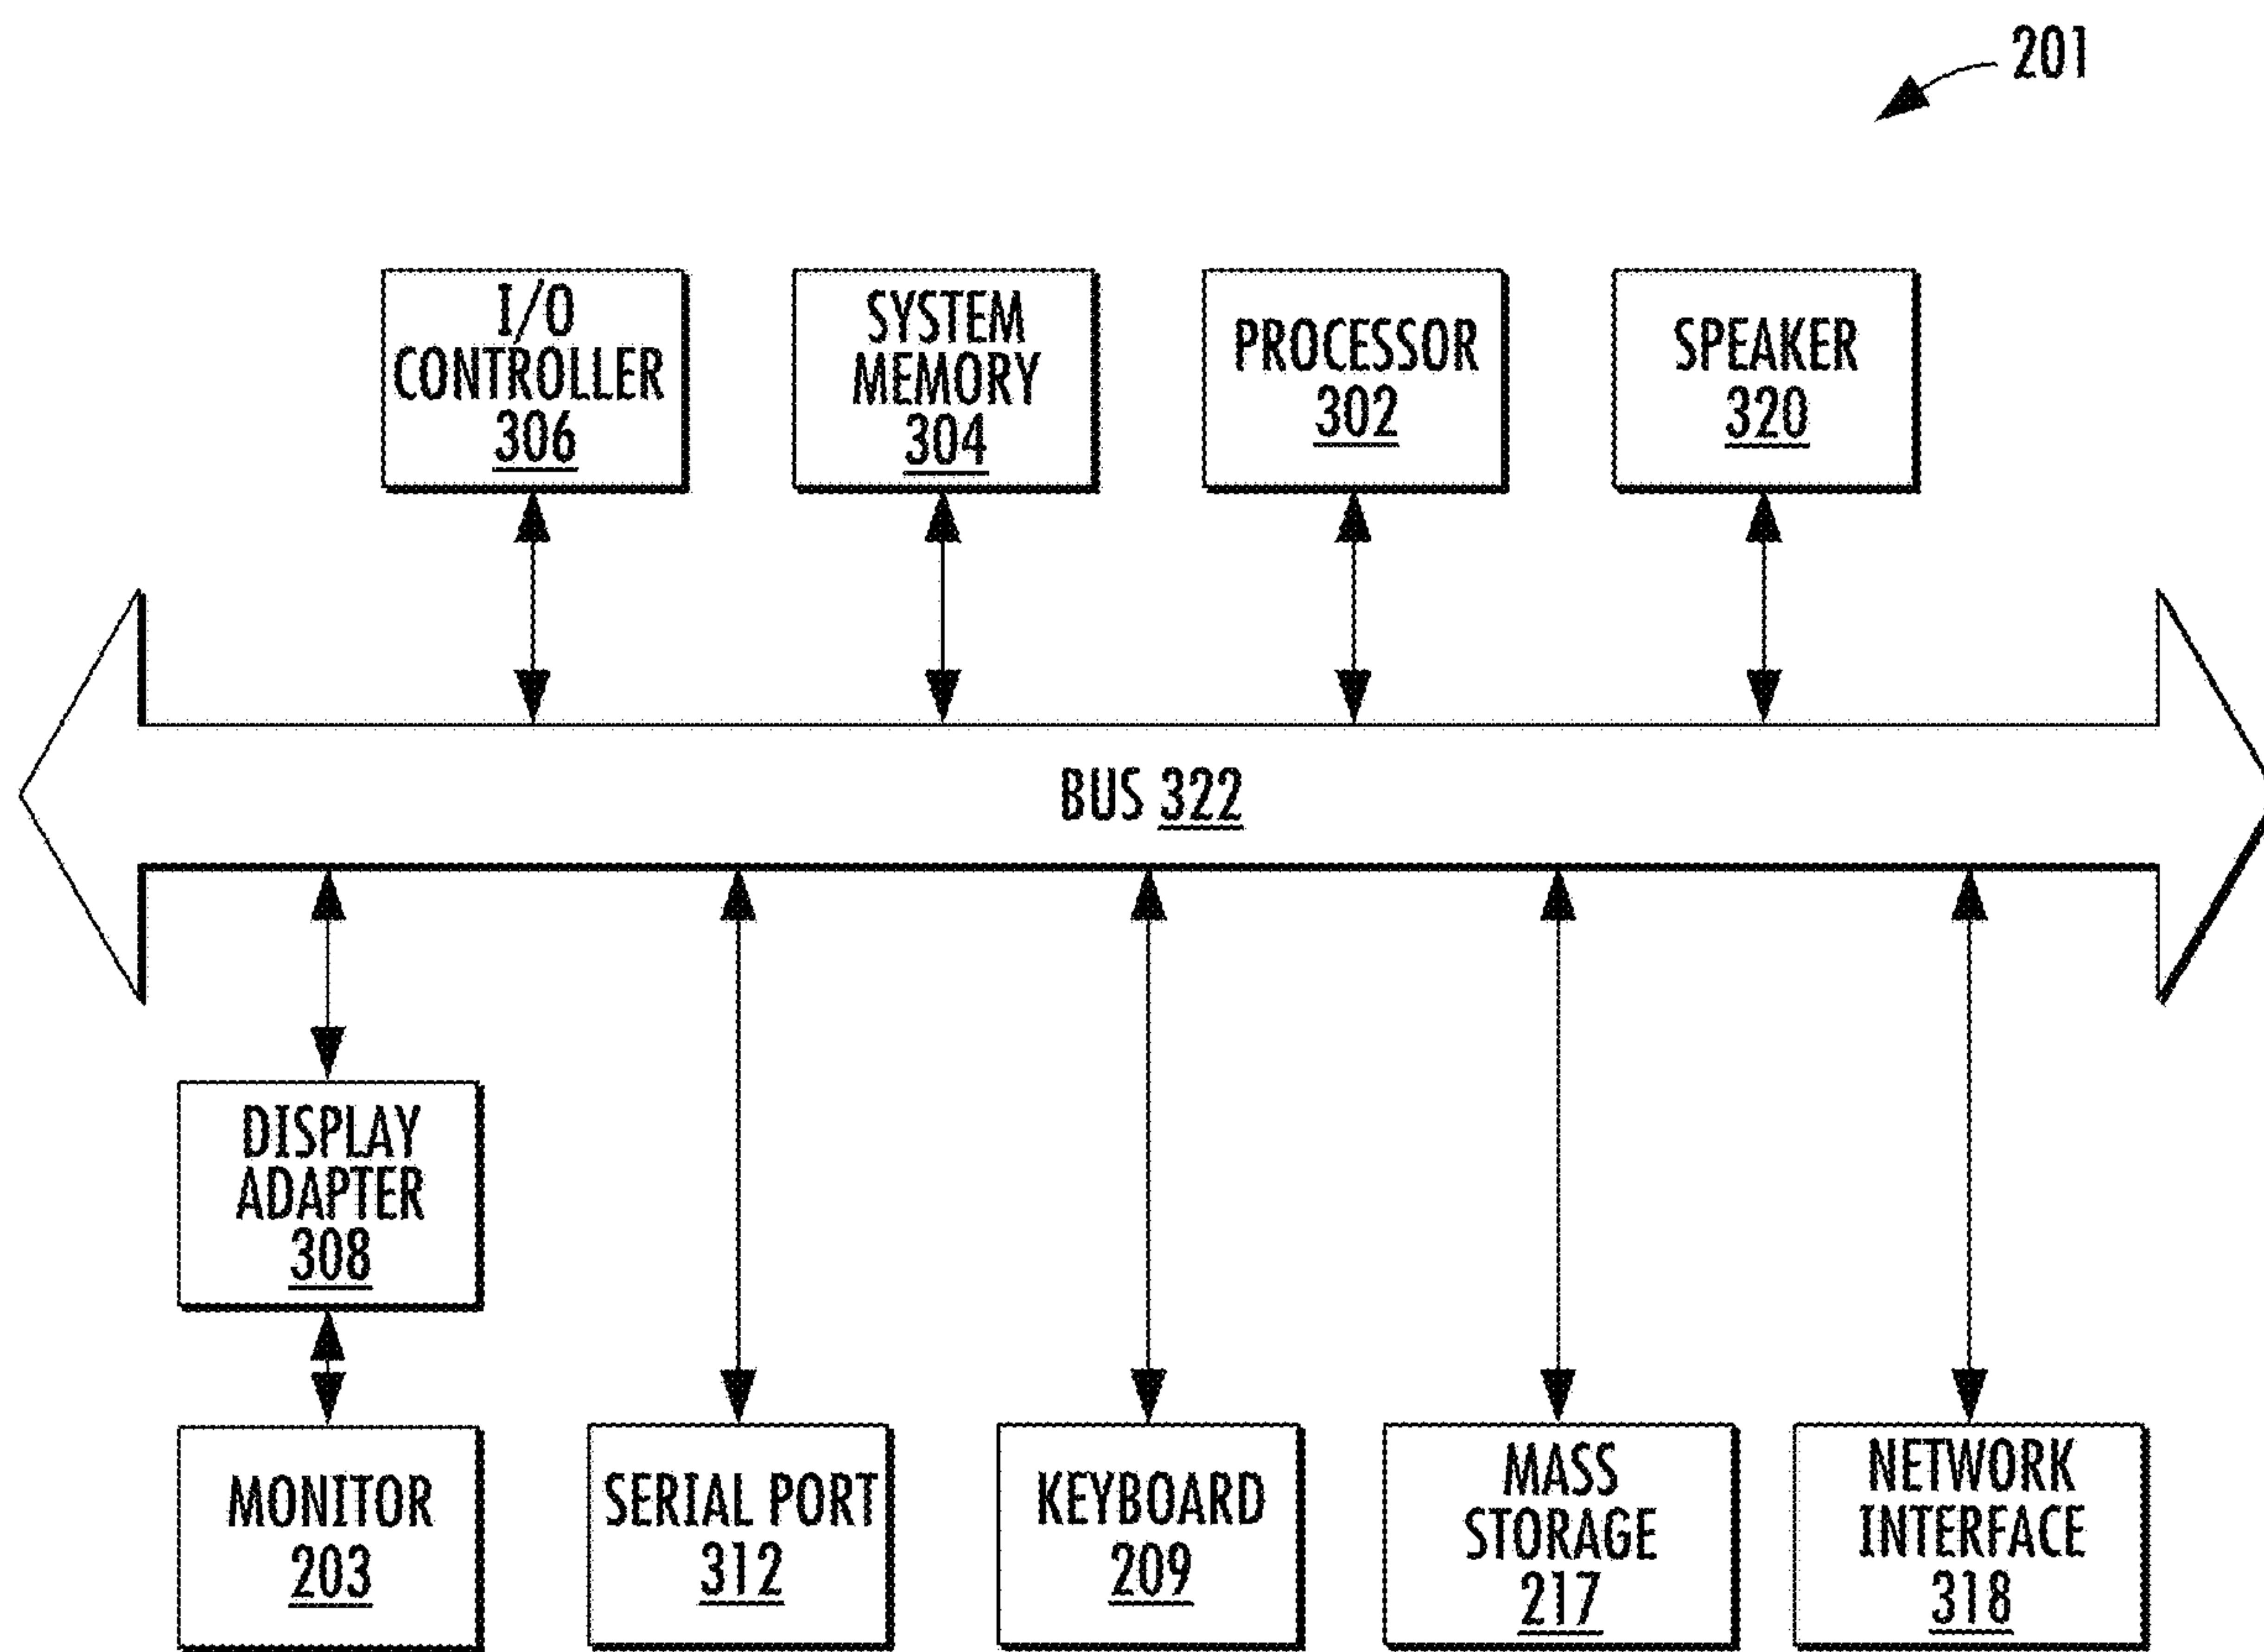 201
I/O
CONTROLLER
306
SYSTEM
MEMORY
304
PROCESSOR
302
SPEAKER
320
BUS 322
DISPLAY
ADAPTER
308
MONITOR
203
SERIAL PORT
312
KEYBOARD
209
MASS
STORAGE
217
NETWORK
INTERFACE
318